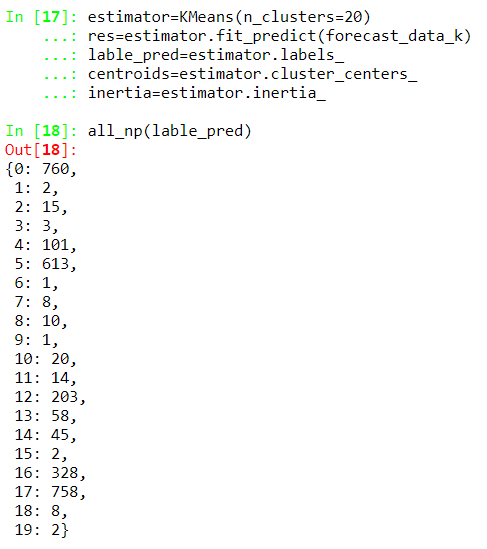 In [17]: estimator=KMeans(n_clusters=20)
...: res=estimator.fit_predict(forecast_data_k)
...: lable_pred=estimator.labels_
...: centroids=estimator.cluster_centers_
...: inertia=estimator.inertia_
In [18]: all_np(lable_pred)
Out[18]:
{0: 760,
1: 2,
2: 15,
3: 3,
4: 101,
5: 613,
6: 1,
7: 8,
8: 10,
9: 1,
10: 20,
11: 14,
12: 203,
13: 58,
14: 45,
15: 2,
16: 328,
17: 758,
18: 8,
19: 2}